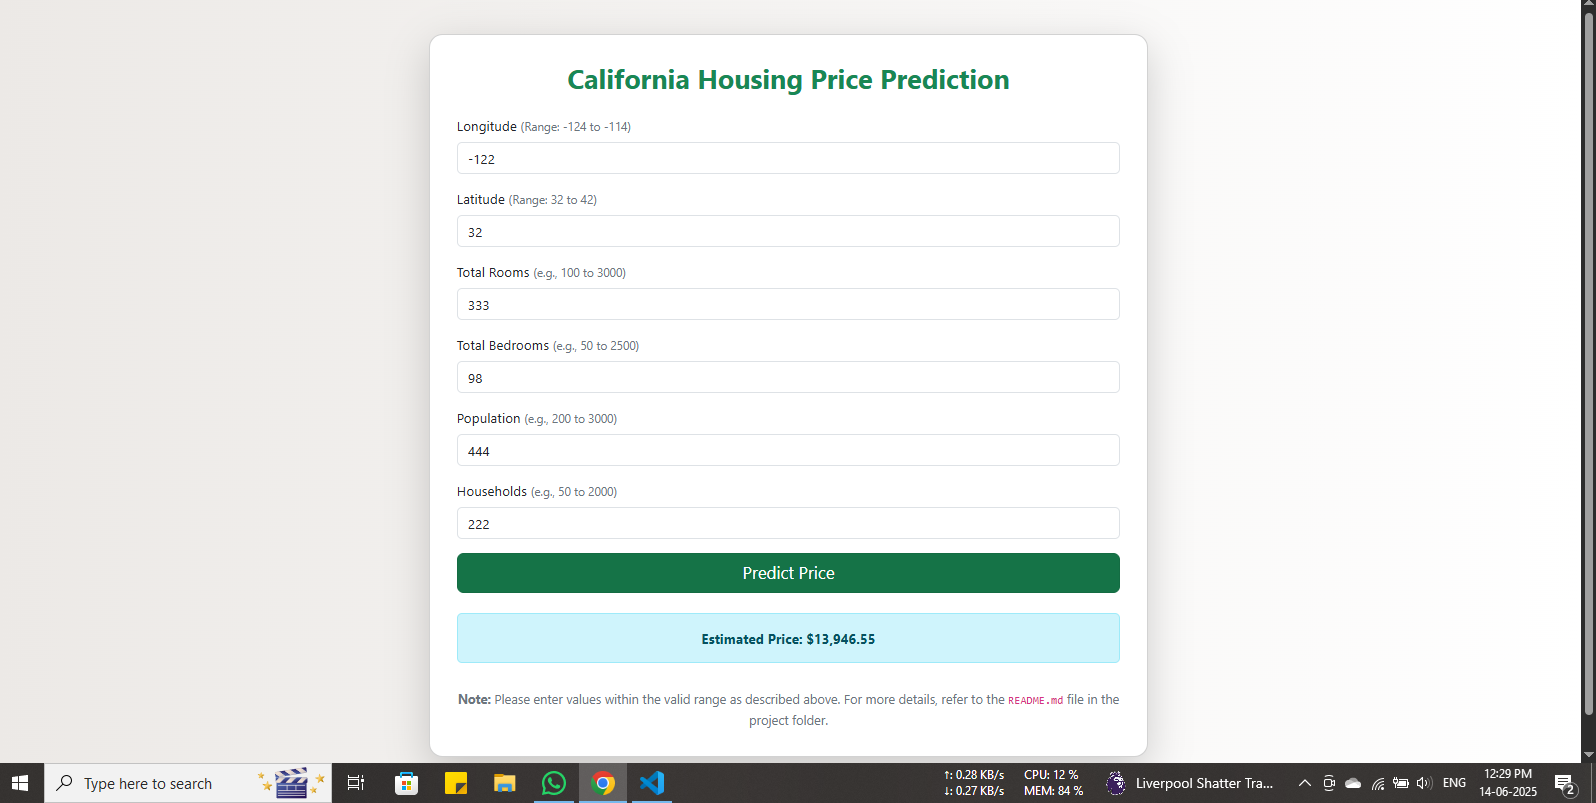 California Housing Price Prediction
Longitude (Range: -124 to -114)
-122
Latitude (Range: 32 to 42)
32
Total Rooms (e.g., 100 to 3000)
333
Total Bedrooms (e.g., 50 to 2500)
98
Population (e.g., 200 to 3000)
444
Households (e.g., 50 to 2000)
222
Predict Price
Estimated Price: $13,946.55
Note: Please enter values within the valid range as described above. For more details, refer to the README.md file in the
project folder.
Type here to search
↑: 0.28 KB/s
↓: 0.27 KB/s
CPU: 12 %
MEM: 84 %
Liverpool Shatter Tra...
ENG
12:29 PM
14-06-2025
2